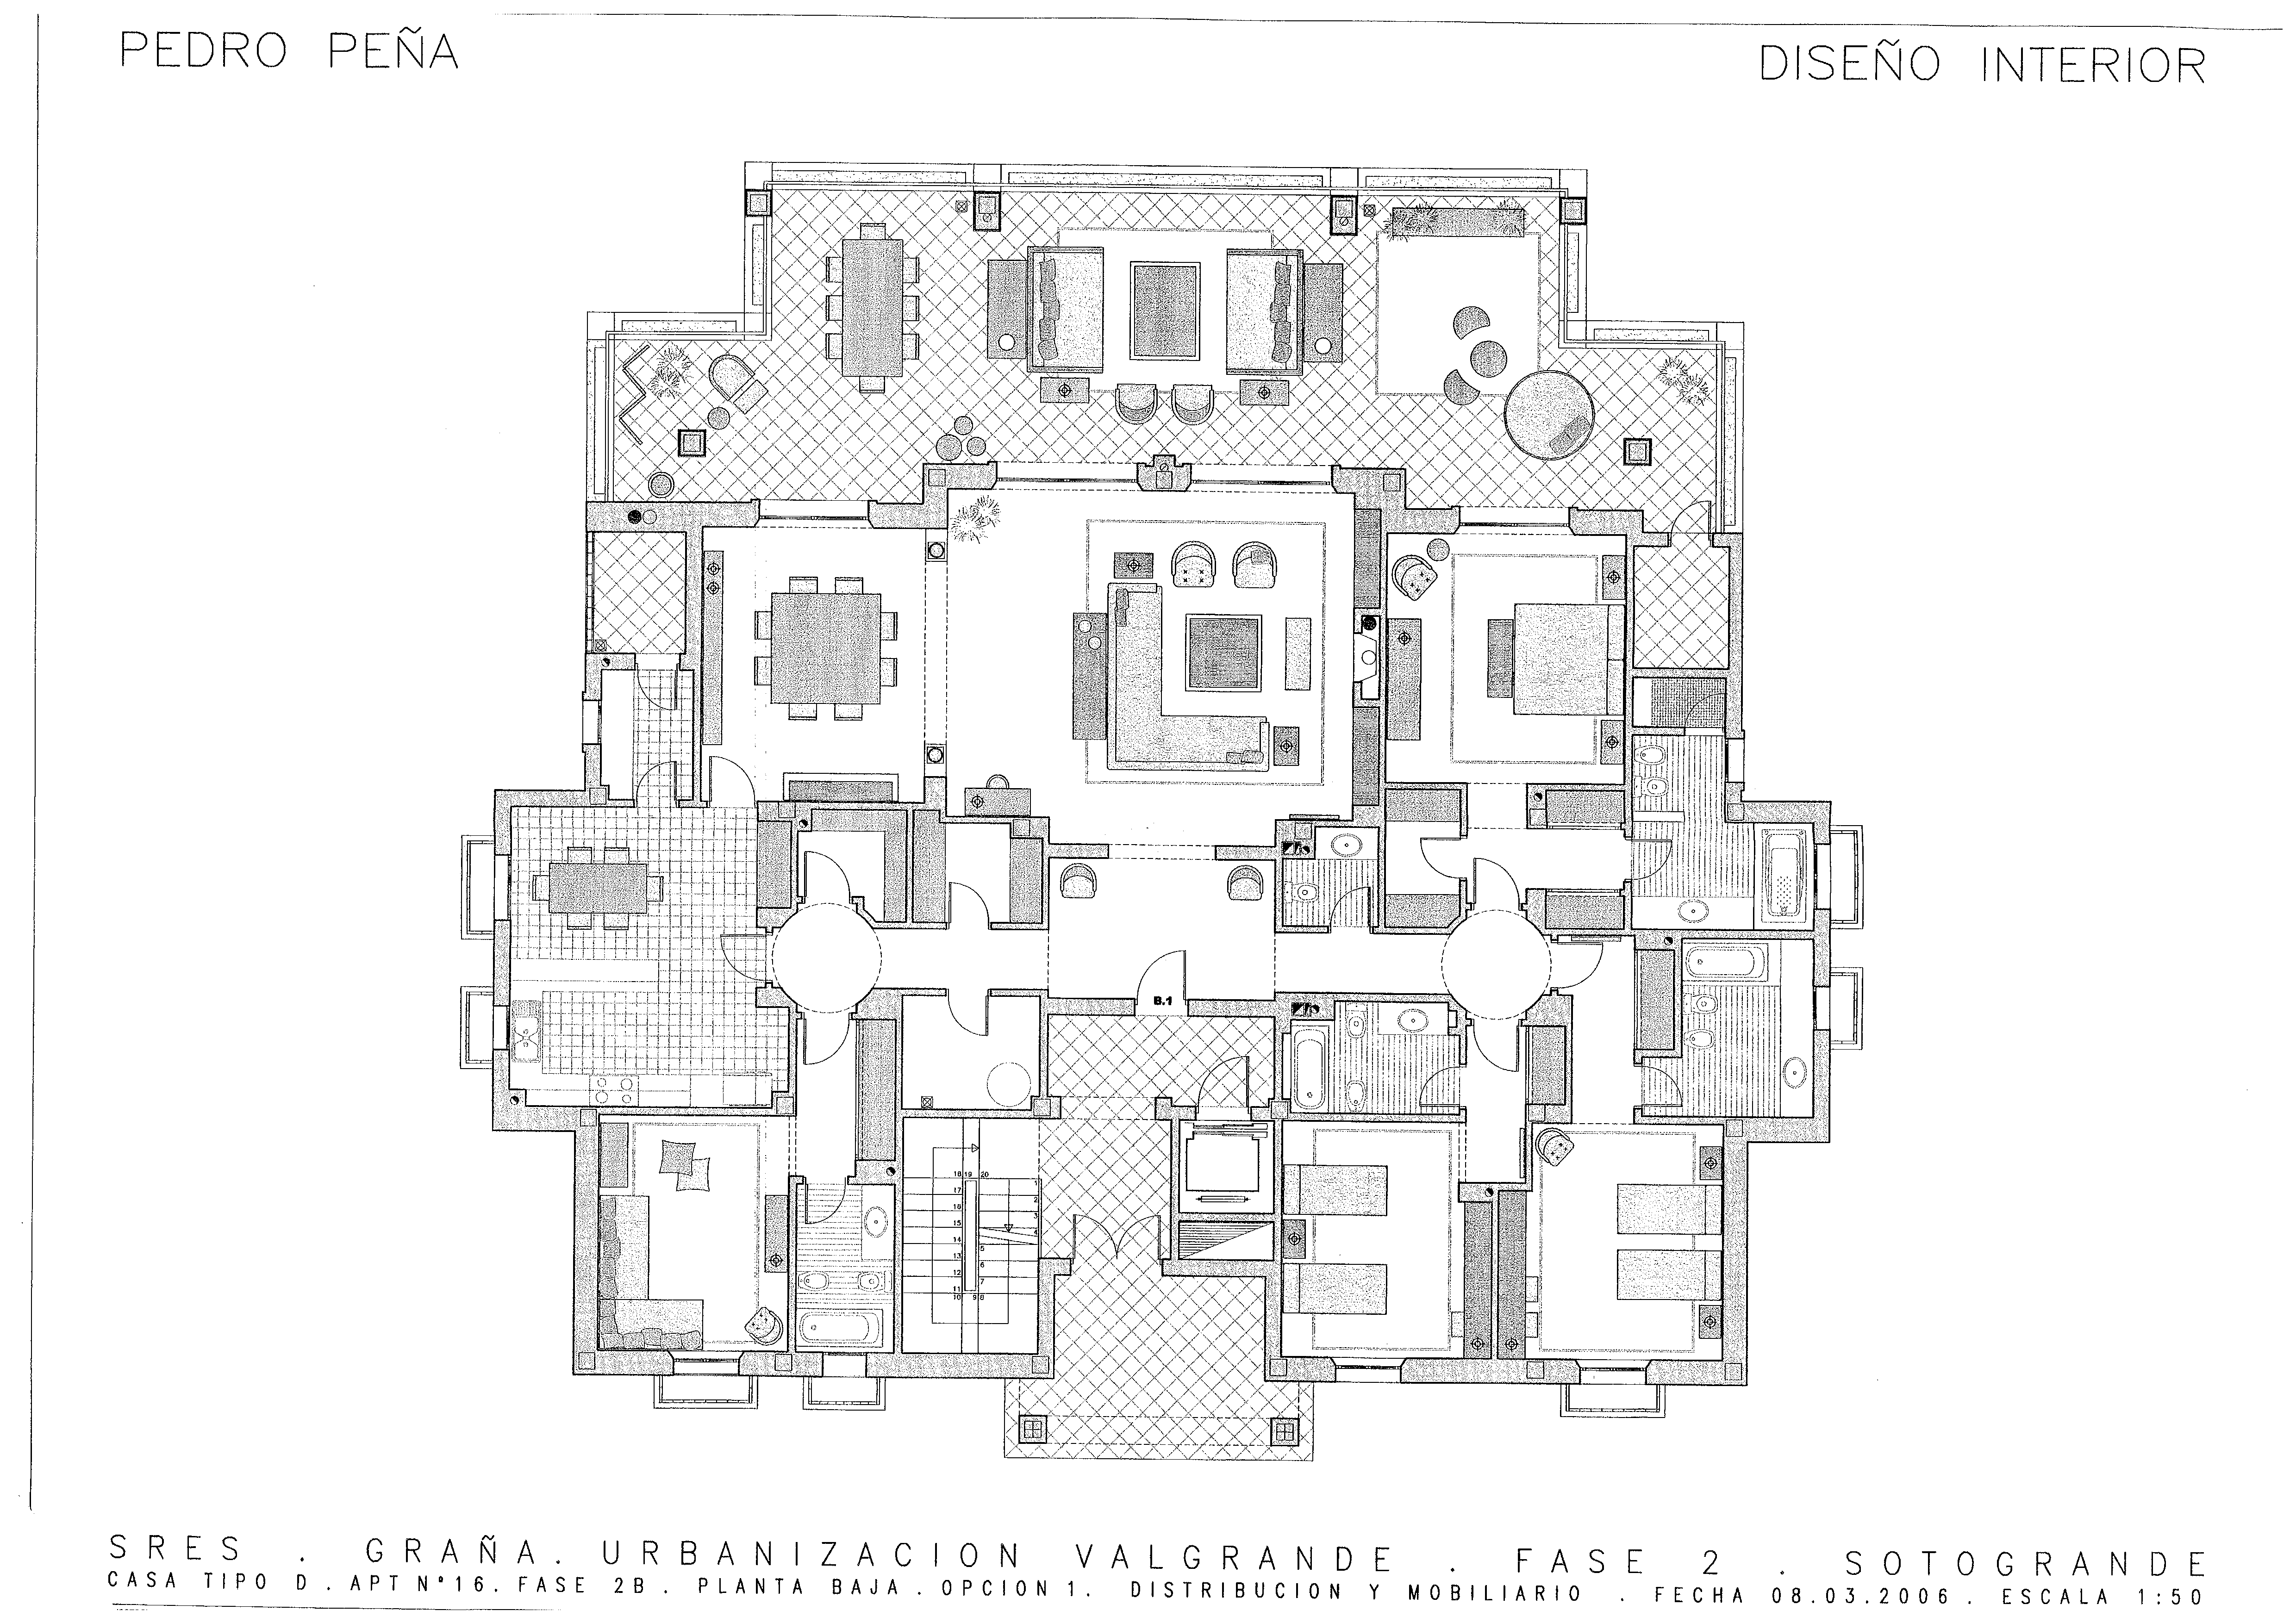 PEDRO PEÑA
DISEÑO INTERIOR
B.1
18 19 20
17
16
15
14
13
12
11
10 9 8
1
2
3
4
5
6
7
SRES . GRAÑA. URBANIZACION VALGRANDE . FASE 2 . SOTOGRANDE
CASA TIPO D. APT Nº16. FASE 2B. PLANTA BAJA. OPCION 1. DISTRIBUCION Y MOBILIARIO . FECHA 08.03.2006. ESCALA 1:50